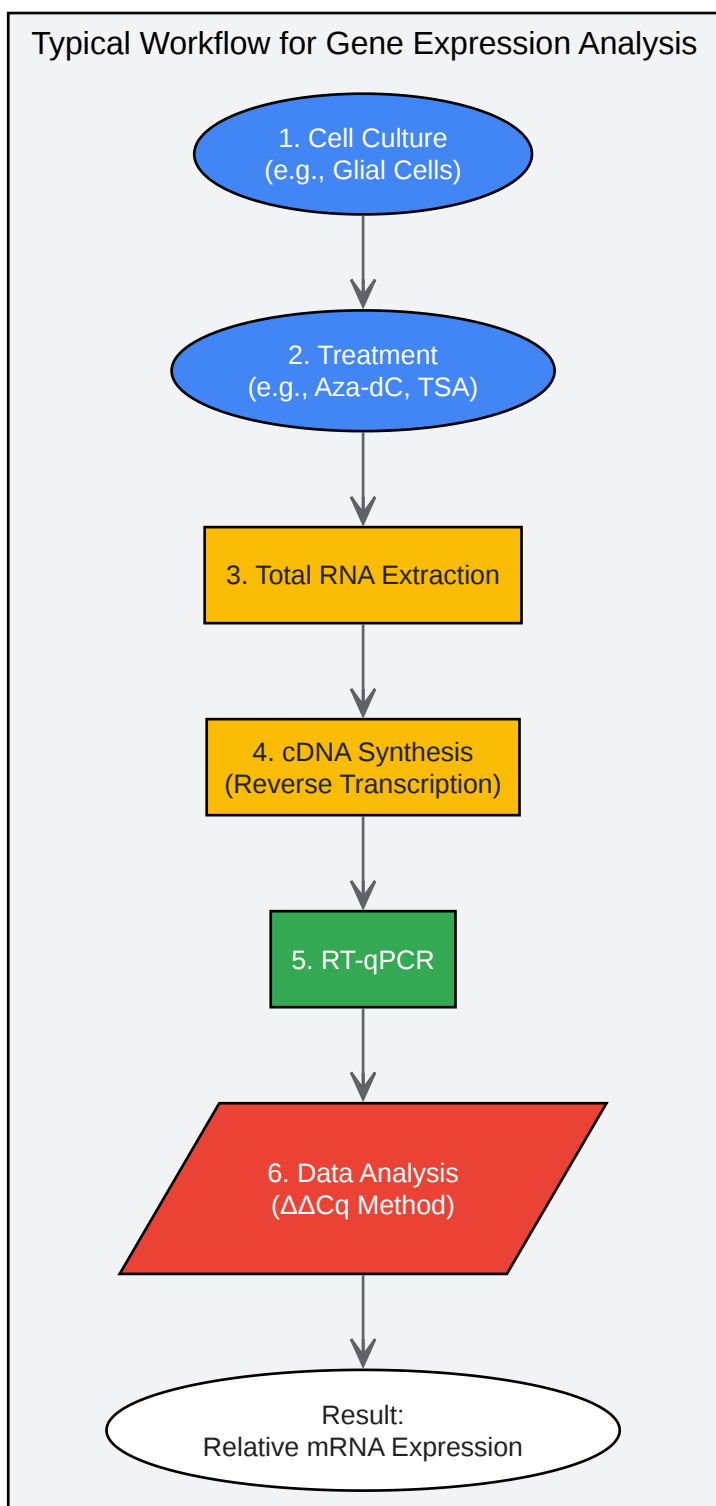 Typical Workflow for Gene Expression Analysis
1. Cell Culture
(e.g., Glial Cells)
2. Treatment
(e.g., Aza-dC, TSA)
3. Total RNA Extraction
4. cDNA Synthesis
(Reverse Transcription)
5. RT-qPCR
6. Data Analysis
(ΔΔCq Method)
Result:
Relative mRNA Expression